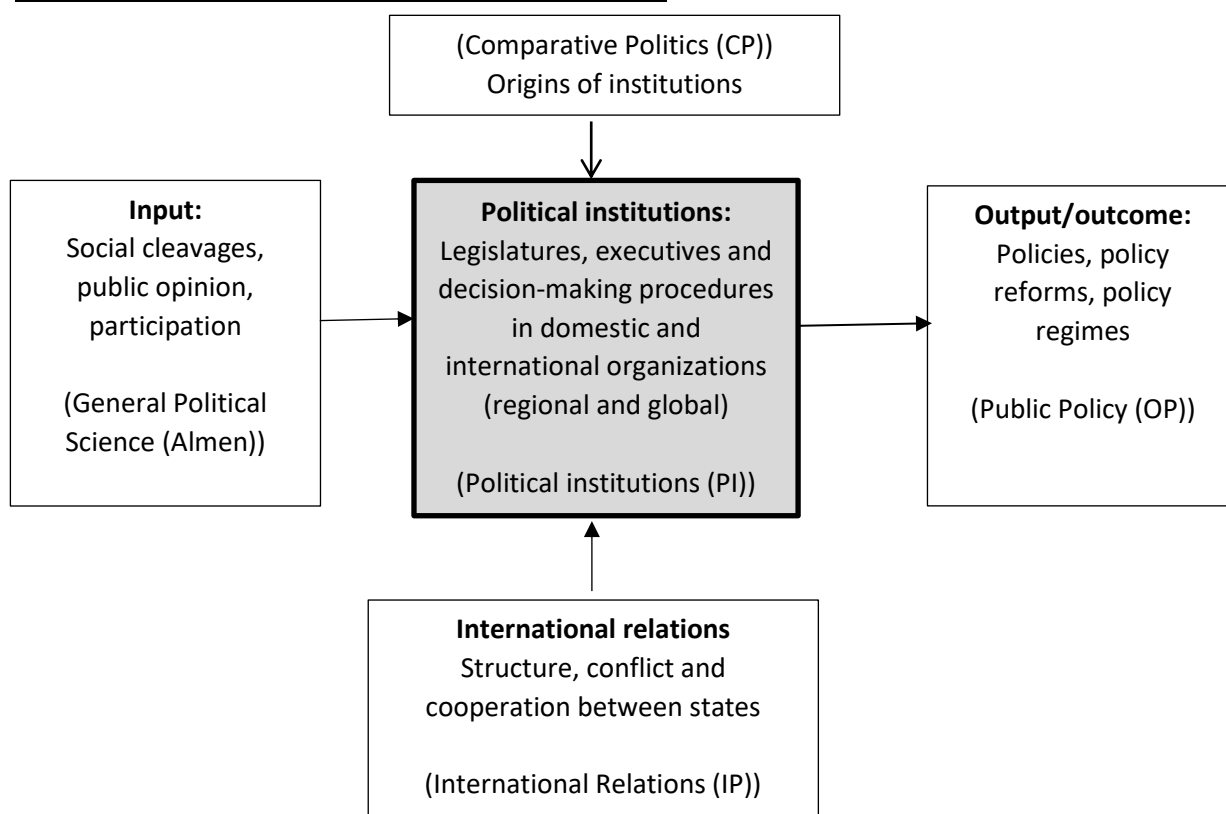 (Comparative Politics (CP))
Origins of institutions
Input:
Social cleavages,
public opinion,
participation
(General Political
Science (Almen))
Political institutions:
Legislatures, executives and
decision-making procedures
in domestic and
international organizations
(regional and global)
(Political institutions (PI))
Output/outcome:
Policies, policy
reforms, policy
regimes
(Public Policy (OP))
International relations
Structure, conflict and
cooperation between states
(International Relations (IP))